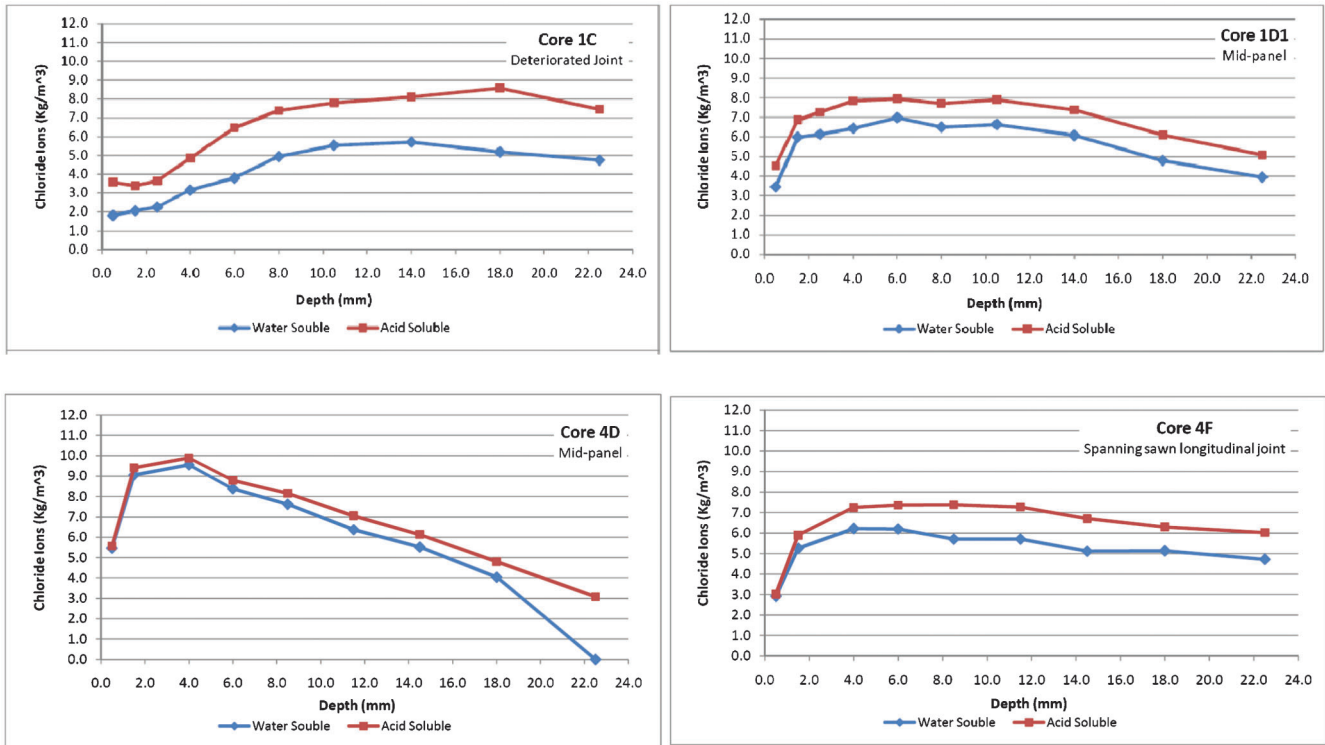 Core 1C
Deteriorated Joint
Chloride Ions (Kg/m^3)
12.0
11.0
10.0
9.0
8.0
7.0
6.0
5.0
4.0
3.0
2.0
1.0
0.0
0.0 2.0 4.0 6.0 8.0 10.0 12.0 14.0 16.0 18.0 20.0 22.0 24.0
Depth (mm)
Water Souble Acid Soluble
Core 1D1
Mid-panel
Chloride Ions (Kg/m^3)
12.0
11.0
10.0
9.0
8.0
7.0
6.0
5.0
4.0
3.0
2.0
1.0
0.0
0.0 2.0 4.0 6.0 8.0 10.0 12.0 14.0 16.0 18.0 20.0 22.0 24.0
Depth (mm)
Water Souble Acid Soluble
Core 4D
Mid-panel
Chloride Ions (Kg/m^3)
12.0
11.0
10.0
9.0
8.0
7.0
6.0
5.0
4.0
3.0
2.0
1.0
0.0
0.0 2.0 4.0 6.0 8.0 10.0 12.0 14.0 16.0 18.0 20.0 22.0 24.0
Depth (mm)
Water Souble Acid Soluble
Core 4F
Spanning sawn longitudinal joint
Chloride Ions (Kg/m^3)
12.0
11.0
10.0
9.0
8.0
7.0
6.0
5.0
4.0
3.0
2.0
1.0
0.0
0.0 2.0 4.0 6.0 8.0 10.0 12.0 14.0 16.0 18.0 20.0 22.0 24.0
Depth (mm)
Water Souble Acid Soluble